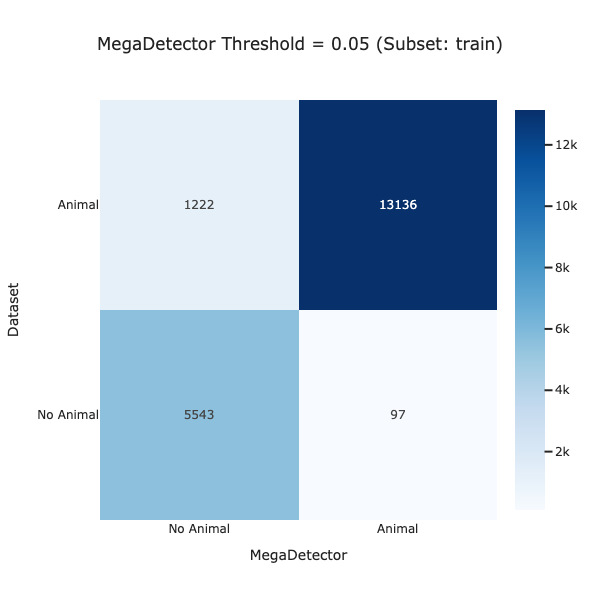 MegaDetector Threshold = 0.05 (Subset: train)
Animal
1222
13136
No Animal
5543
97
No Animal
Animal
MegaDetector
Dataset
12k
10k
8k
6k
4k
2k